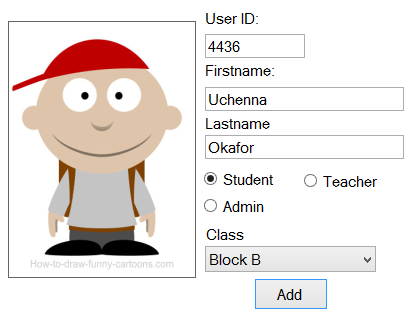 User ID:
4436
Firstname:
Uchenna
Lastname
Okafor
Student Teacher
Admin
Class
Block B
Add
How-to-draw-funny-cartoons.com